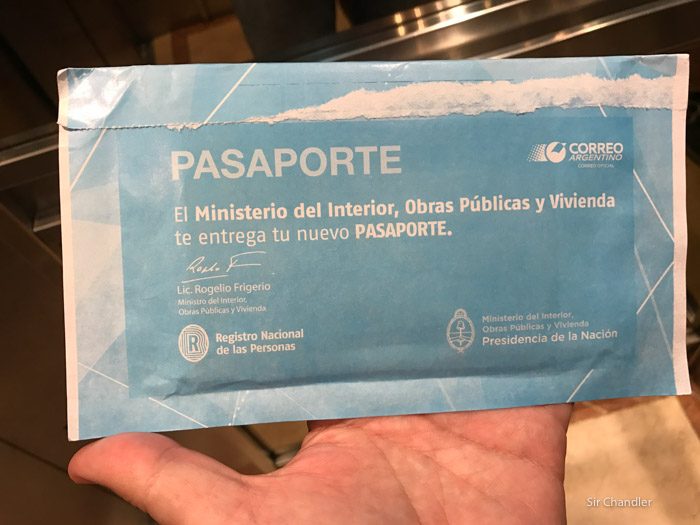 PASAPORTE
CORREO
ARGENTINO
CORREO OFICIAL
El Ministerio del Interior, Obras Públicas y Vivienda
te entrega tu nuevo PASAPORTE.
Lic. Rogelio Frigerio
Ministro del Interior,
Obras Públicas y Vivienda
R
Registro Nacional
de las Personas
Ministerio del Interior,
Obras Públicas y Vivienda
Presidencia de la Nación
Sir Chandler